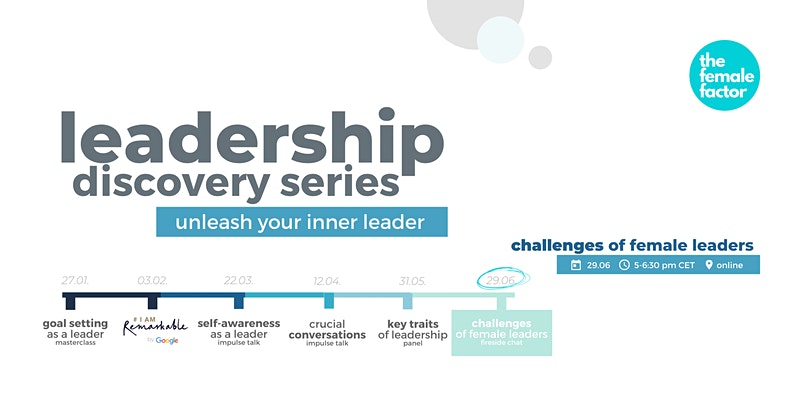 the
female
factor
leadership
discovery series
unleash your inner leader
challenges of female leaders
29.06 5-6:30 pm CET online
27.01. 03.02. 22.03. 12.04. 31.05. 29.06.
goal setting
as a leader
masterclass
# I AM
Remarkable
by Google
self-awareness
as a leader
impulse talk
crucial
conversations
impulse talk
key traits
of leadership
panel
challenges
of female leaders
fireside chat